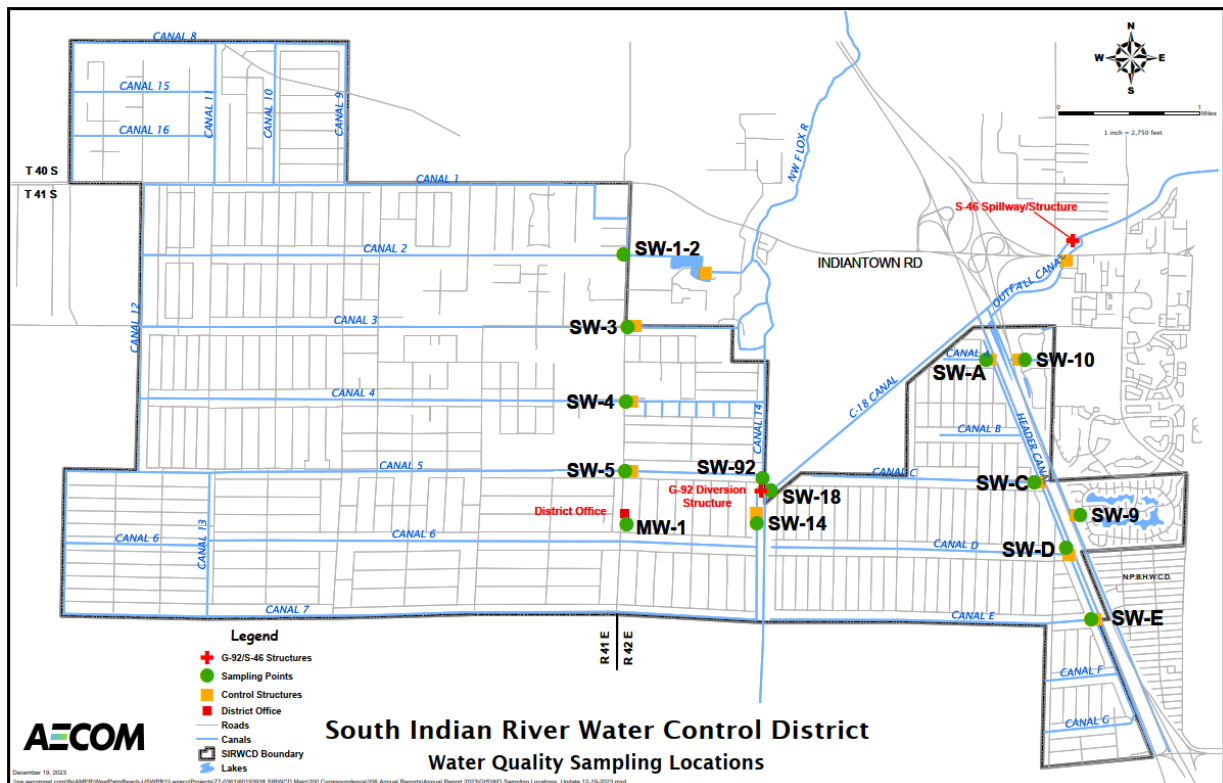 CANAL 8
CANAL 15
CANAL 11
CANAL 10
CANAL 9
CANAL 16
N
W
E
S
0
1
Miles
1 inch = 2,750 feet
NW FLOX R
T 40 S
T 41 S
CANAL 1
S-46 Spillway/Structure
CANAL 2
SW-1-2
INDIANTOWN RD
OUTFALL CANAL
CANAL 12
CANAL 3
SW-3
CANAL
SW-A
SW-10
C-18 CANAL
CANAL 4
SW-4
CANAL 14
HEADER CANAL
CANAL B
CANAL 5
SW-5
SW-92
CANAL C
SW-C
G-92 Diversion
Structure
SW-18
District Office
MW-1
SW-14
SW-9
CANAL 13
CANAL 6
CANAL 6
CANAL D
SW-D
N.P.B.H.W.C.D.
CANAL 7
CANAL E
SW-E
R 41 E
R 42 E
CANAL F
CANAL G
Legend
G-92/S-46 Structures
Sampling Points
Control Structures
District Office
Roads
Canals
SIRWCD Boundary
Lakes
AECOM
South Indian River Water Control District
Water Quality Sampling Locations
December 19, 2023